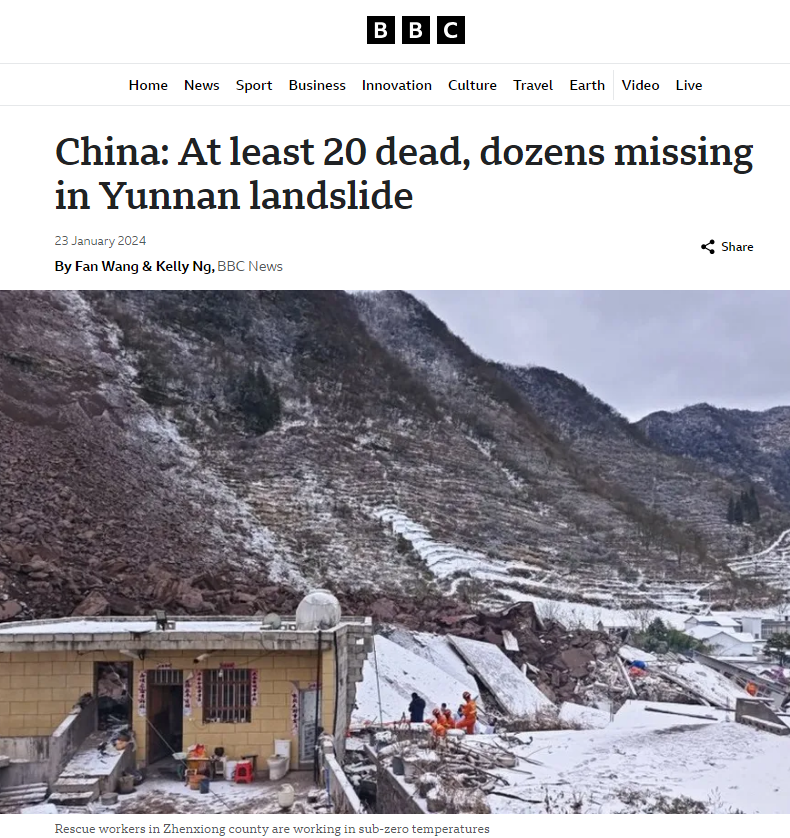 BBC
Home News Sport Business Innovation Culture Travel Earth Video Live
China: At least 20 dead, dozens missing
in Yunnan landslide
23 January 2024
Share
By Fan Wang & Kelly Ng, BBC News
Rescue workers in Zhenxiong county are working in sub-zero temperatures